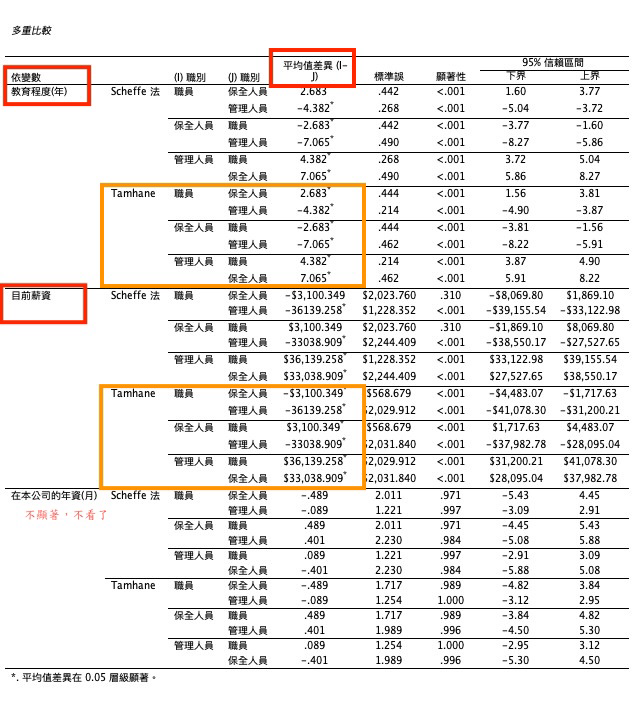 多重比較
依變數 (I) 職別 (J) 職別 平均值差異 (I-J) 標準誤 顯著性 95% 信賴區間 下界 上界
教育程度(年) Scheffe 法 職員 保全人員 2.683 .442 <.001 1.60 3.77
管理人員 -4.382* .268 <.001 -5.04 -3.72
保全人員 職員 -2.683* .442 <.001 -3.77 -1.60
管理人員 -7.065* .490 <.001 -8.27 -5.86
管理人員 職員 4.382* .268 <.001 3.72 5.04
保全人員 7.065* .490 <.001 5.86 8.27
Tamhane 職員 保全人員 2.683* .444 <.001 1.56 3.81
管理人員 -4.382* .214 <.001 -4.90 -3.87
保全人員 職員 -2.683* .444 <.001 -3.81 -1.56
管理人員 -7.065* .462 <.001 -8.22 -5.91
管理人員 職員 4.382* .214 <.001 3.87 4.90
保全人員 7.065* .462 <.001 5.91 8.22
目前薪資 Scheffe 法 職員 保全人員 -$3,100.349 $2,023.760 .310 -$8,069.80 $1,869.10
管理人員 -36139.258* $1,228.352 <.001 -$39,155.54 -$33,122.98
保全人員 職員 $3,100.349 $2,023.760 .310 -$1,869.10 $8,069.80
管理人員 -33038.909* $2,244.409 <.001 -$38,550.17 -$27,527.65
管理人員 職員 $36,139.258* $1,228.352 <.001 $33,122.98 $39,155.54
保全人員 $33,038.909* $2,244.409 <.001 $27,527.65 $38,550.17
Tamhane 職員 保全人員 -$3,100.349* $568.679 <.001 -$4,483.07 -$1,717.63
管理人員 -36139.258* $2,029.912 <.001 -$41,078.30 -$31,200.21
保全人員 職員 $3,100.349* $568.679 <.001 $1,717.63 $4,483.07
管理人員 -33038.909* $2,031.840 <.001 -$37,982.78 -$28,095.04
管理人員 職員 $36,139.258* $2,029.912 <.001 $31,200.21 $41,078.30
保全人員 $33,038.909* $2,031.840 <.001 $28,095.04 $37,982.78
在本公司的年資(月) Scheffe 法 職員 保全人員 -.489 2.011 .971 -5.43 4.45
不顯著，不看了 管理人員 -.089 1.221 .997 -3.09 2.91
保全人員 職員 .489 2.011 .971 -4.45 5.43
管理人員 .401 2.230 .984 -5.08 5.88
管理人員 職員 .089 1.221 .997 -2.91 3.09
保全人員 -.401 2.230 .984 -5.88 5.08
Tamhane 職員 保全人員 -.489 1.717 .989 -4.82 3.84
管理人員 -.089 1.254 1.000 -3.12 2.95
保全人員 職員 .489 1.717 .989 -3.84 4.82
管理人員 .401 1.989 .996 -4.50 5.30
管理人員 職員 .089 1.254 1.000 -2.95 3.12
保全人員 -.401 1.989 .996 -5.30 4.50
*. 平均值差異在 0.05 層級顯著。